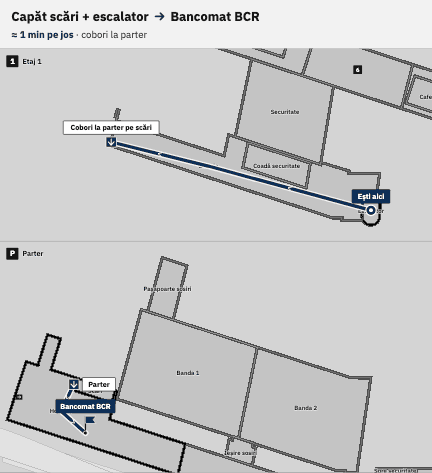 Capăt scări + escalator → Bancomat BCR
≈ 1 min pe jos · cobori la parter
1 Etaj 1
6
Cafe
Securitate
Cobori la parter pe scări
Coadă securitate
Ești aici
P Parter
Pașapoarte sosiri
Banda 1
Parter
Bancomat BCR
Banda 2
Ieșire sosiri